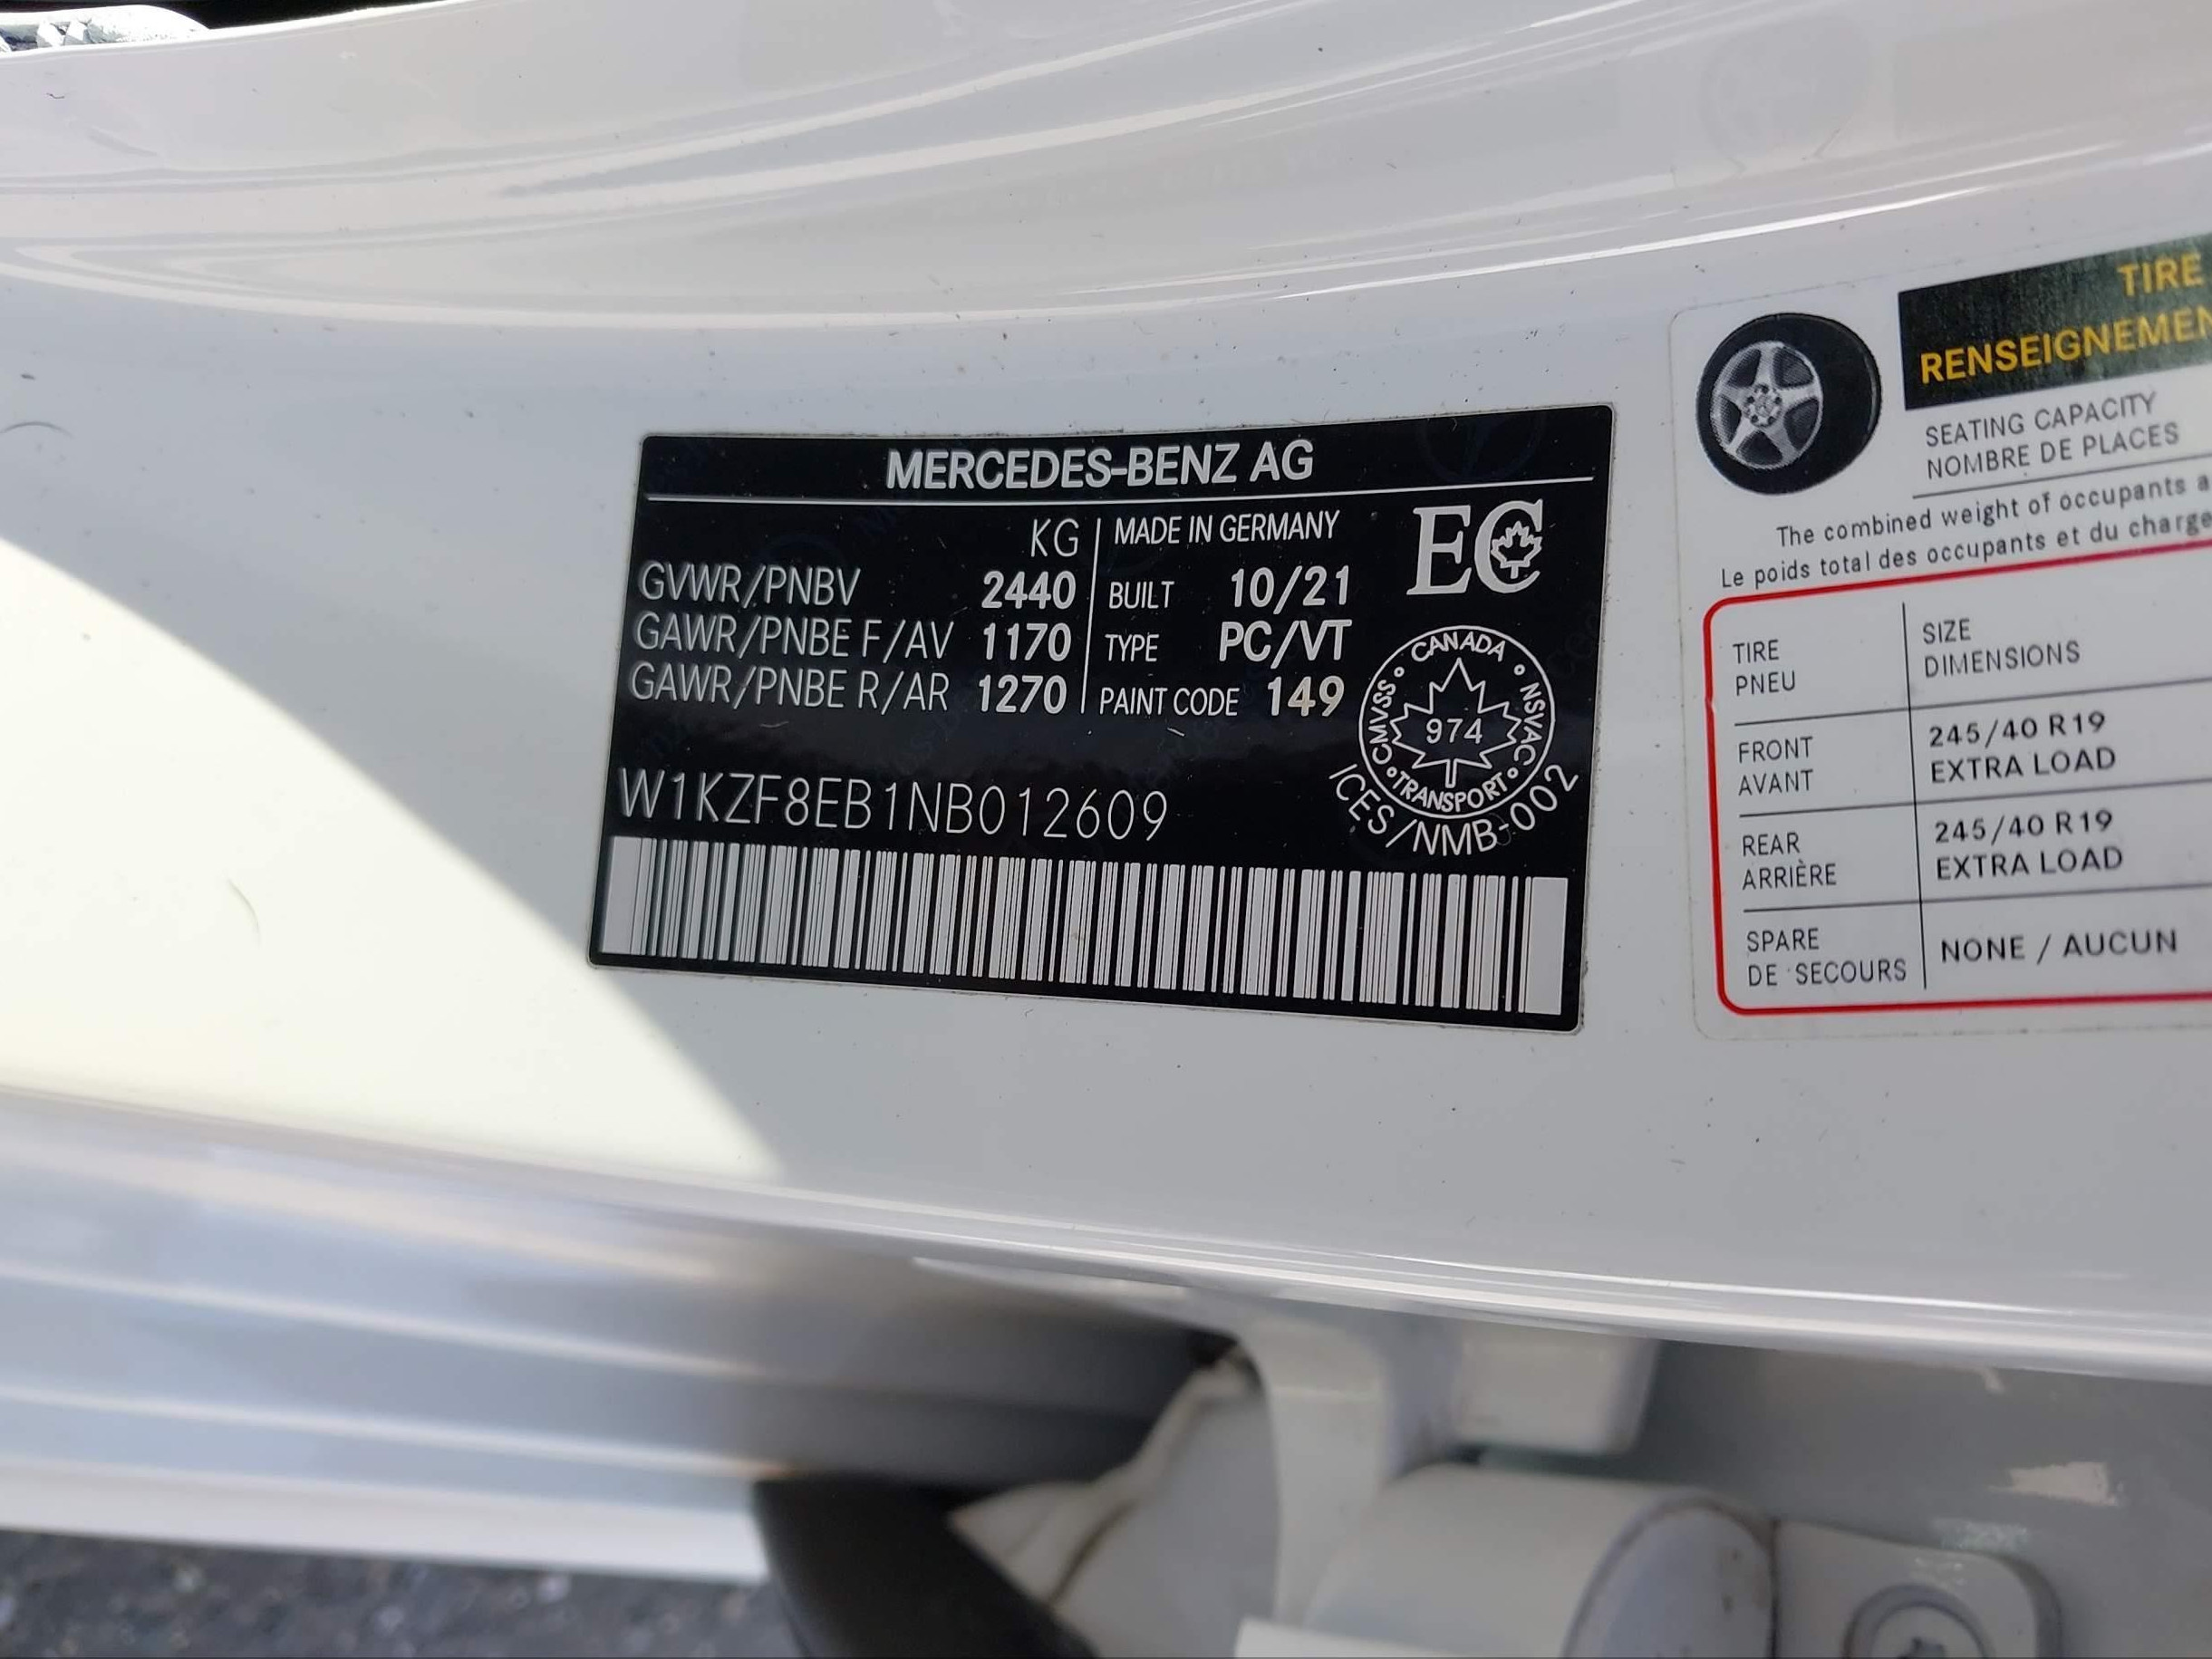 MERCEDES-BENZ AG
KG
GVWR/PNBV 2440
GAWR/PNBE F/AV 1170
GAWR/PNBE R/AR 1270
MADE IN GERMANY
BUILT 10/21
TYPE PC/VT
PAINT CODE 149
EC
CANADA
NSVAC
TRANSPORT
CMVSS
974
ICES/NMB-002
W1KZF8EB1NB012609
TIRE
RENSEIGNEMEN
SEATING CAPACITY
NOMBRE DE PLACES
The combined weight of occupants a
Le poids total des occupants et du charge
TIRE SIZE
PNEU DIMENSIONS
FRONT 245/40 R19
AVANT EXTRA LOAD
REAR 245/40 R19
ARRIÈRE EXTRA LOAD
SPARE NONE / AUCUN
DE SECOURS